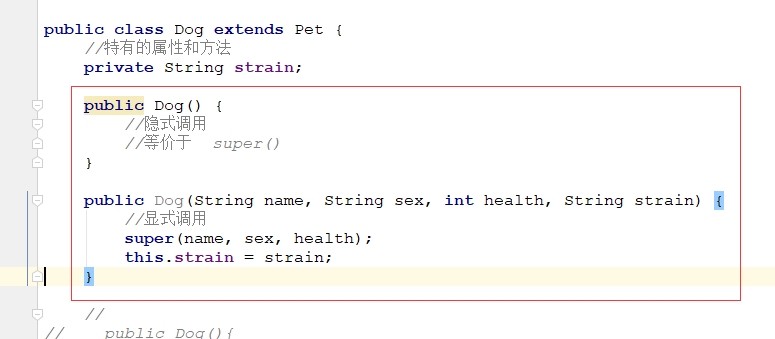 public class Dog extends Pet {
//特有的属性和方法
private String strain;
public Dog() {
//隐式调用
//等价于 super()
}
public Dog(String name, String sex, int health, String strain) {
//显式调用
super(name, sex, health);
this.strain = strain;
}
//
// public Dog(){